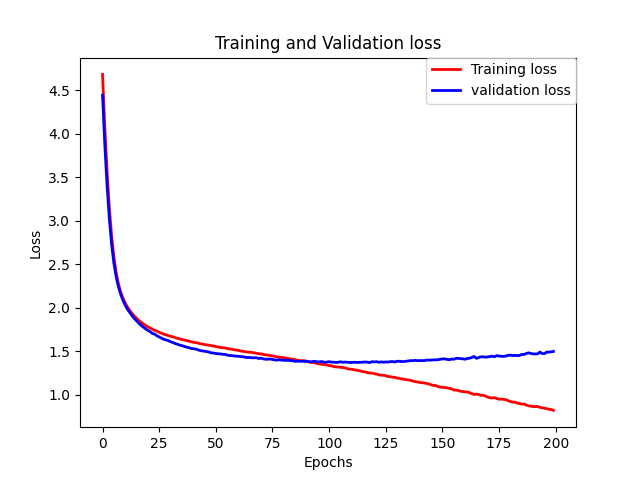 Training and Validation loss
Training loss
validation loss
4.5
4.0
3.5
3.0
2.5
2.0
1.5
1.0
Loss
0 25 50 75 100 125 150 175 200
Epochs